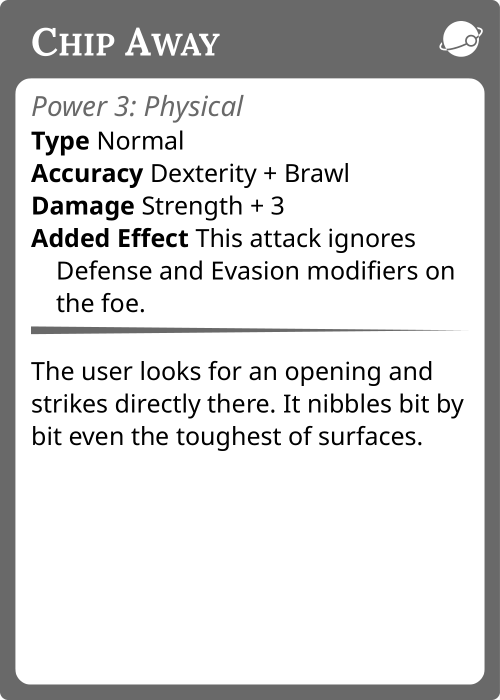 Chip Away
Power 3: Physical
Type Normal
Accuracy Dexterity + Brawl
Damage Strength + 3
Added Effect This attack ignores
Defense and Evasion modifiers on
the foe.
The user looks for an opening and
strikes directly there. It nibbles bit by
bit even the toughest of surfaces.